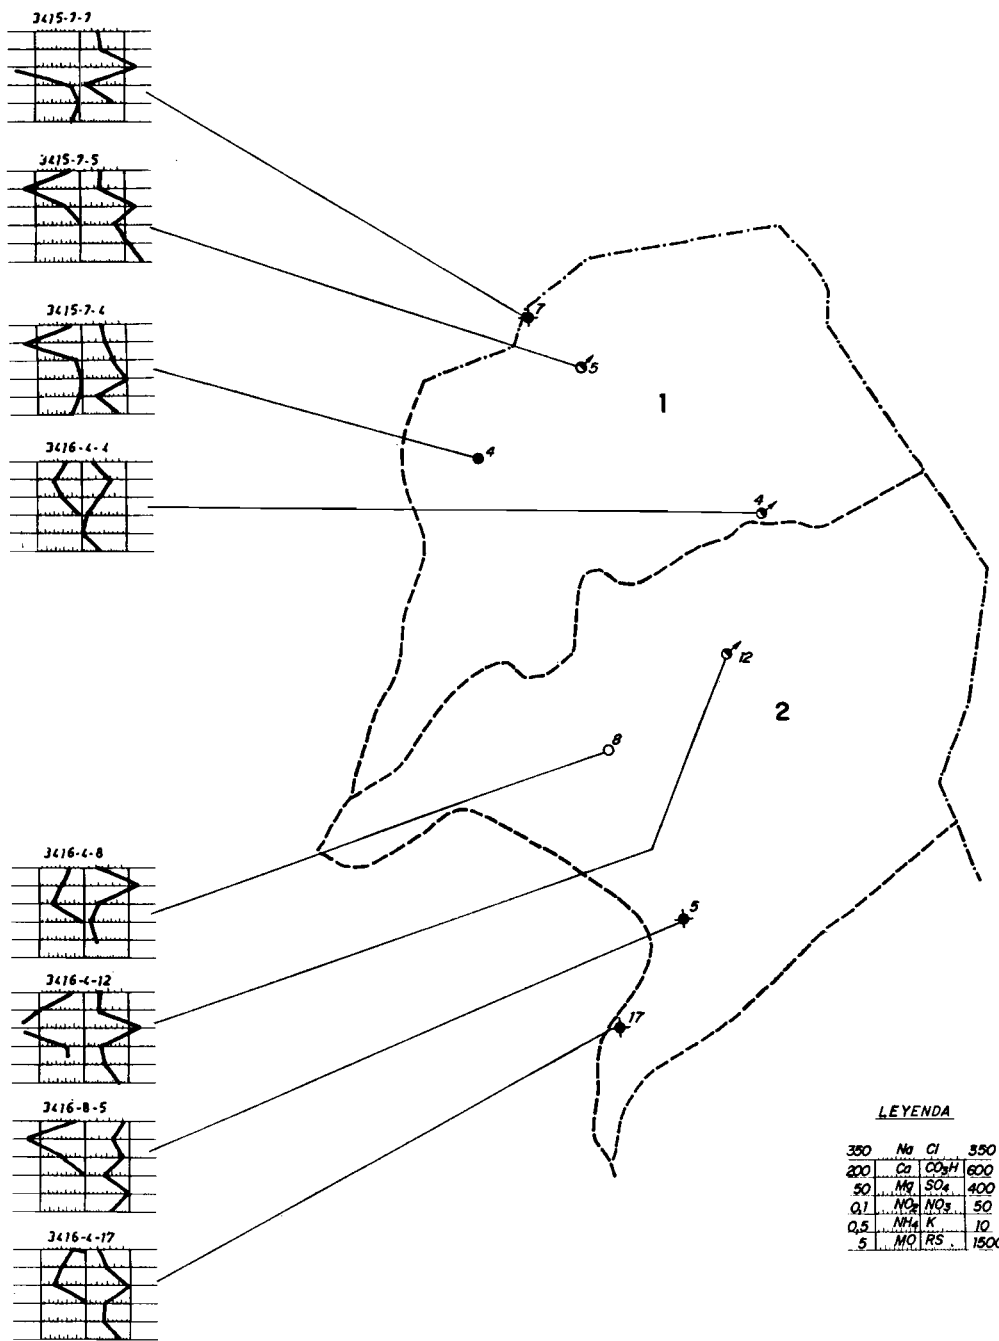 3415-7-7
3415-7-5
3415-7-4
3416-4-4
7
5
1
4
4
12
2
8
3416-4-8
5
3416-4-12
17
3416-8-5
3416-4-17
LEYENDA
350 Na Cl 350
200 Ca CO3H 600
50 Mg SO4 400
0,1 NO2 NO3 50
0,5 NH4 K 10
5 MO RS 1500